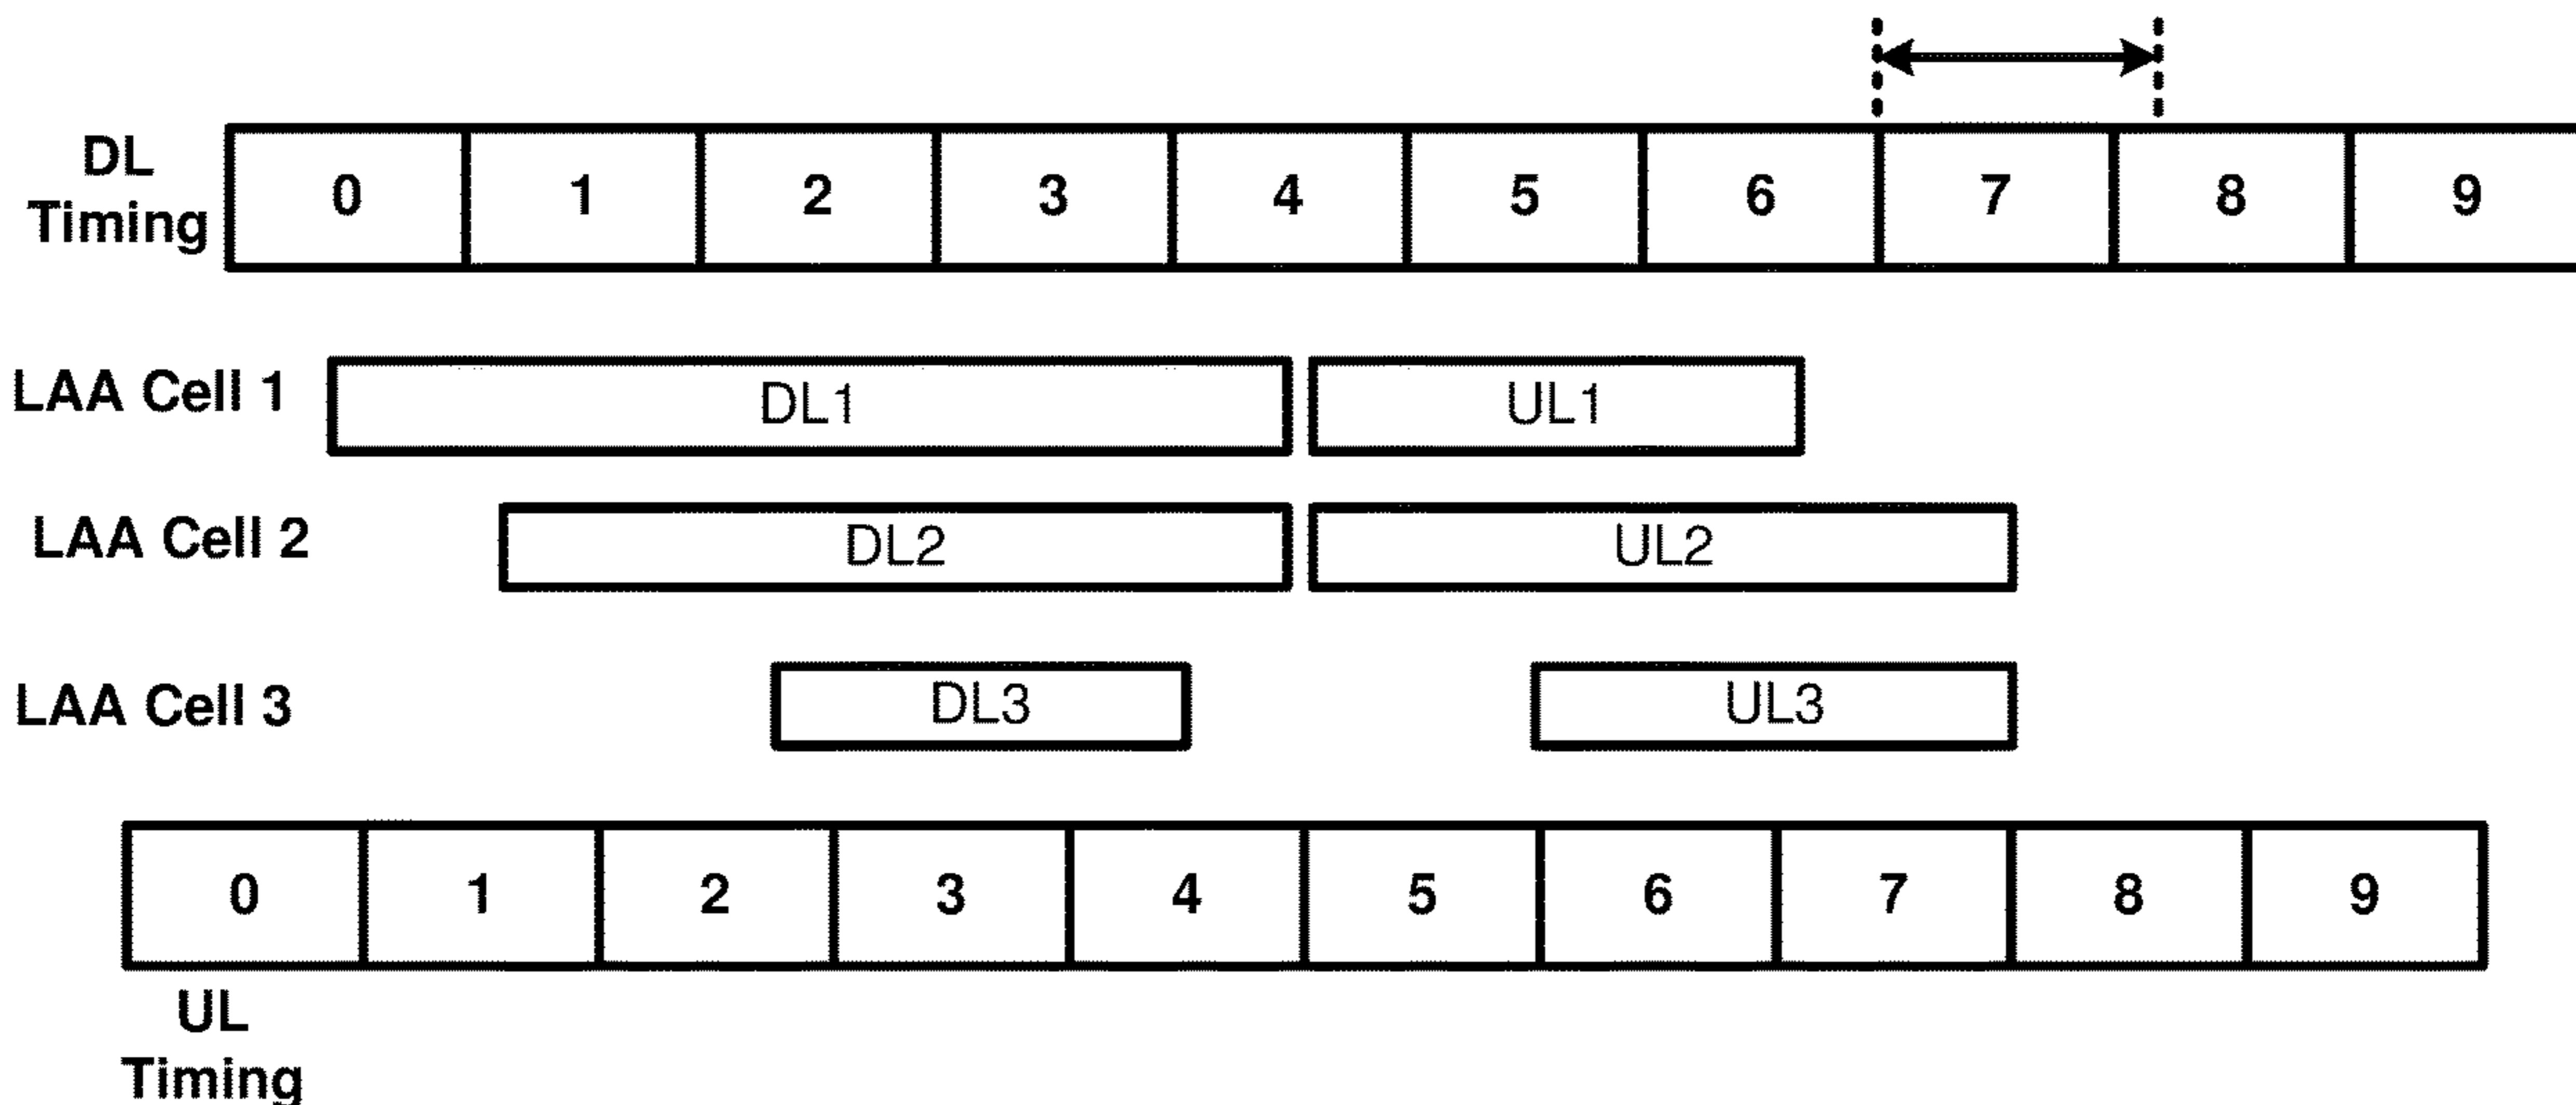 DL
Timing
0 1 2 3 4 5 6 7 8 9
LAA Cell 1 DL1 UL1
LAA Cell 2 DL2 UL2
LAA Cell 3 DL3 UL3
0 1 2 3 4 5 6 7 8 9
UL
Timing